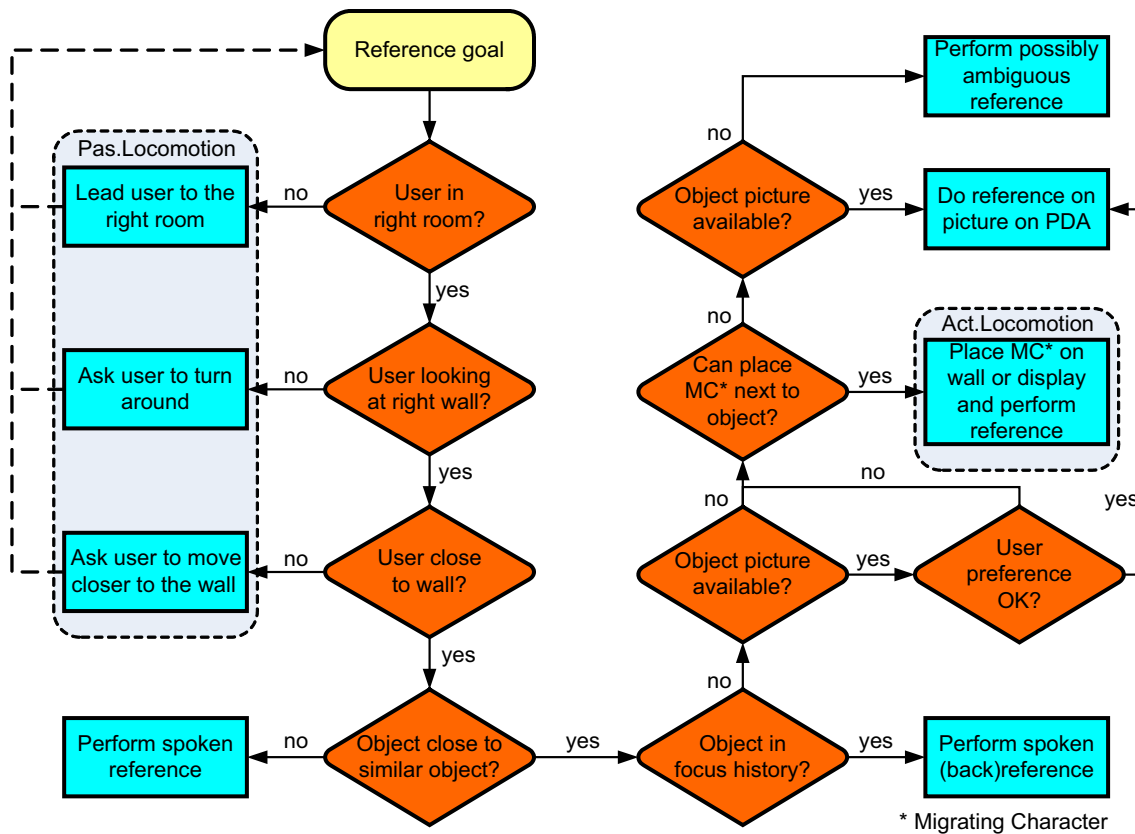 Reference goal
Pas.Locomotion
Lead user to the
right room
no
User in
right room?
yes
Ask user to turn
around
no
User looking
at right wall?
yes
Ask user to move
closer to the wall
no
User close
to wall?
yes
Perform spoken
reference
no
Object close to
similar object?
yes
Object in
focus history?
yes
Perform spoken
(back)reference
no
Object picture
available?
yes
User
preference
OK?
yes
no
no
Can place
MC* next to
object?
yes
Act.Locomotion
Place MC* on
wall or display
and perform
reference
no
Object picture
available?
yes
Do reference on
picture on PDA
no
Perform possibly
ambiguous
reference
* Migrating Character